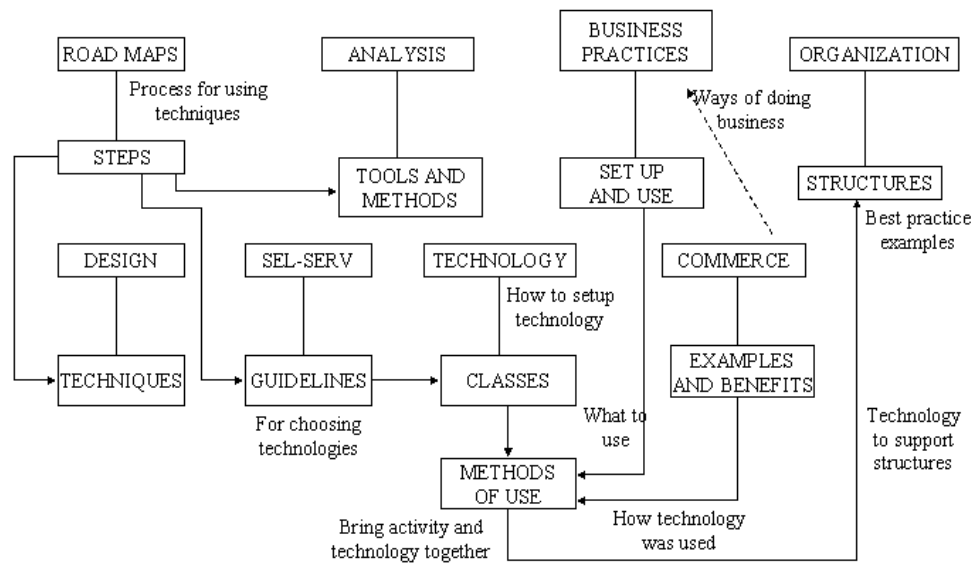 ROAD MAPS
ANALYSIS
BUSINESS
PRACTICES
ORGANIZATION
Process for using
techniques
Ways of doing
business
STEPS
TOOLS AND
METHODS
SET UP
AND USE
STRUCTURES
Best practice
examples
DESIGN
SEL-SERV
TECHNOLOGY
COMMERCE
How to setup
technology
TECHNIQUES
GUIDELINES
CLASSES
EXAMPLES
AND BENEFITS
For choosing
technologies
What to
use
Technology
to support
structures
METHODS
OF USE
Bring activity and
technology together
How technology
was used